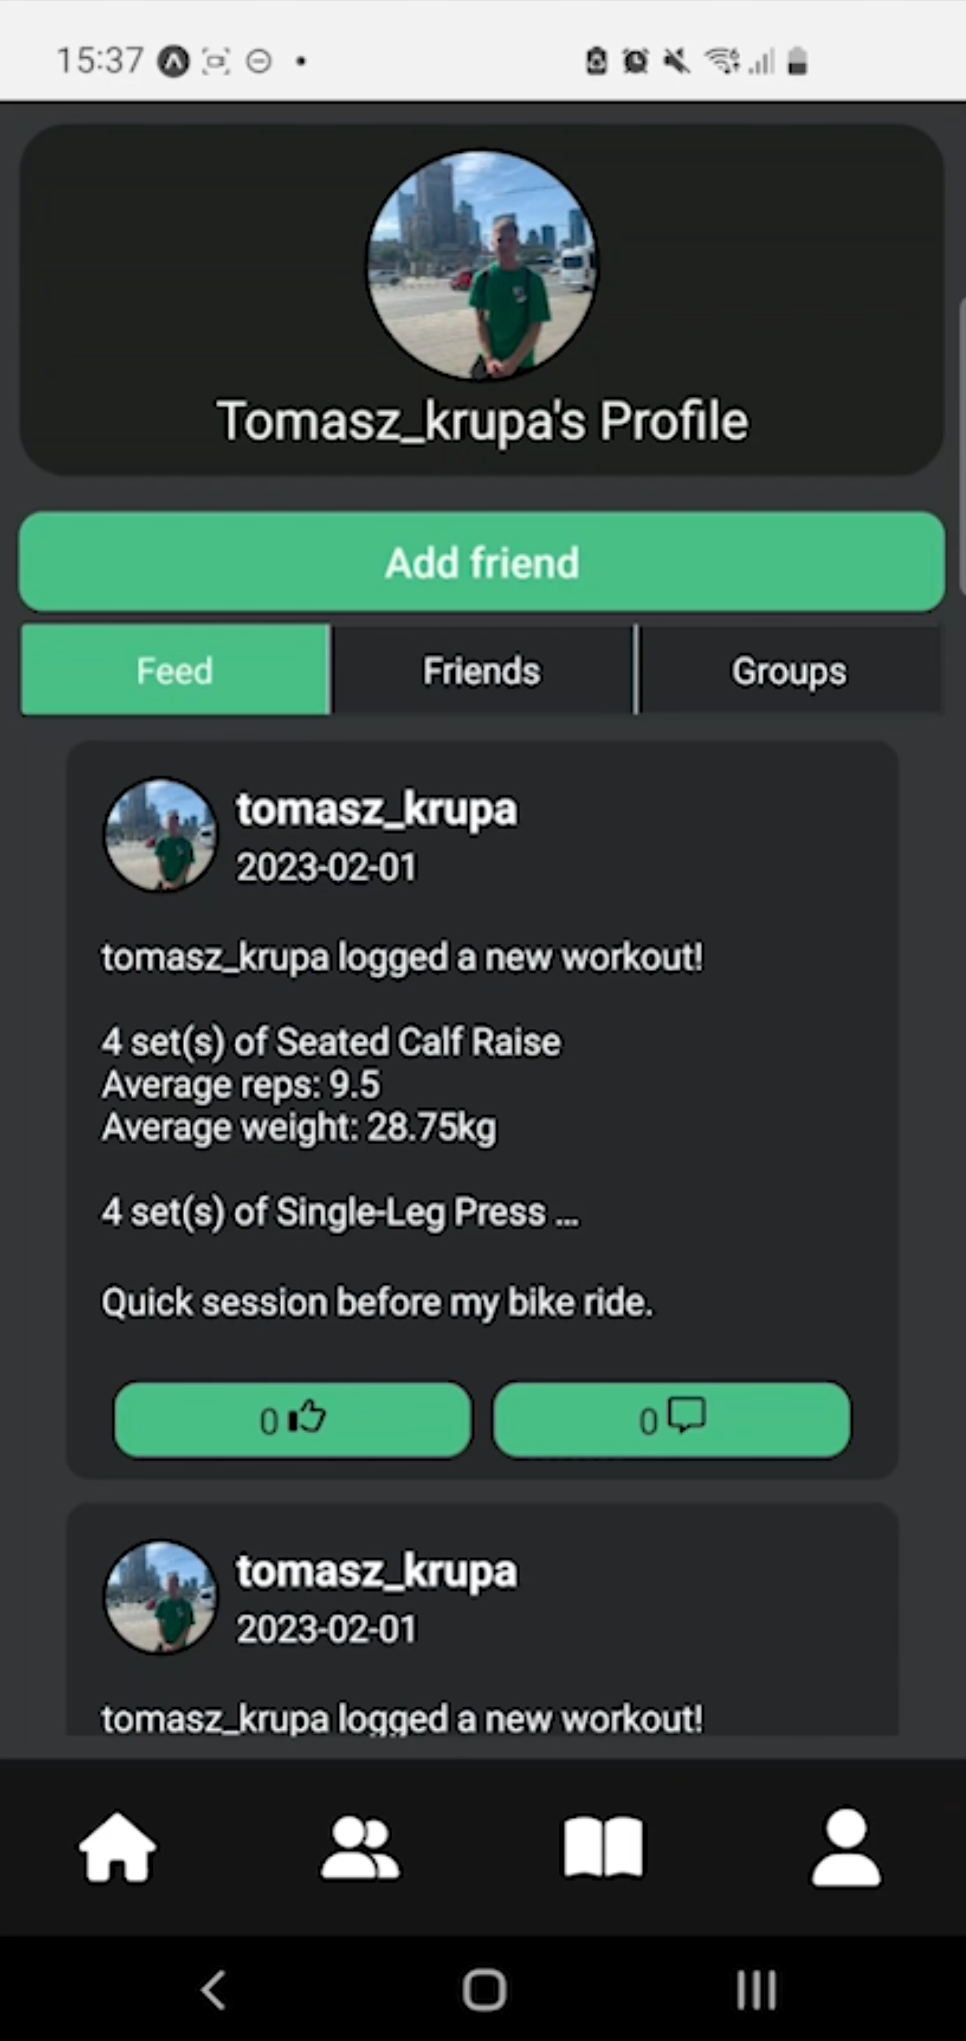 15:37
Tomasz_krupa's Profile
Add friend
Feed
Friends
Groups
tomasz_krupa
2023-02-01
tomasz_krupa logged a new workout!
4 set(s) of Seated Calf Raise
Average reps: 9.5
Average weight: 28.75kg
4 set(s) of Single-Leg Press ...
Quick session before my bike ride.
0
0
tomasz_krupa
2023-02-01
tomasz_krupa logged a new workout!